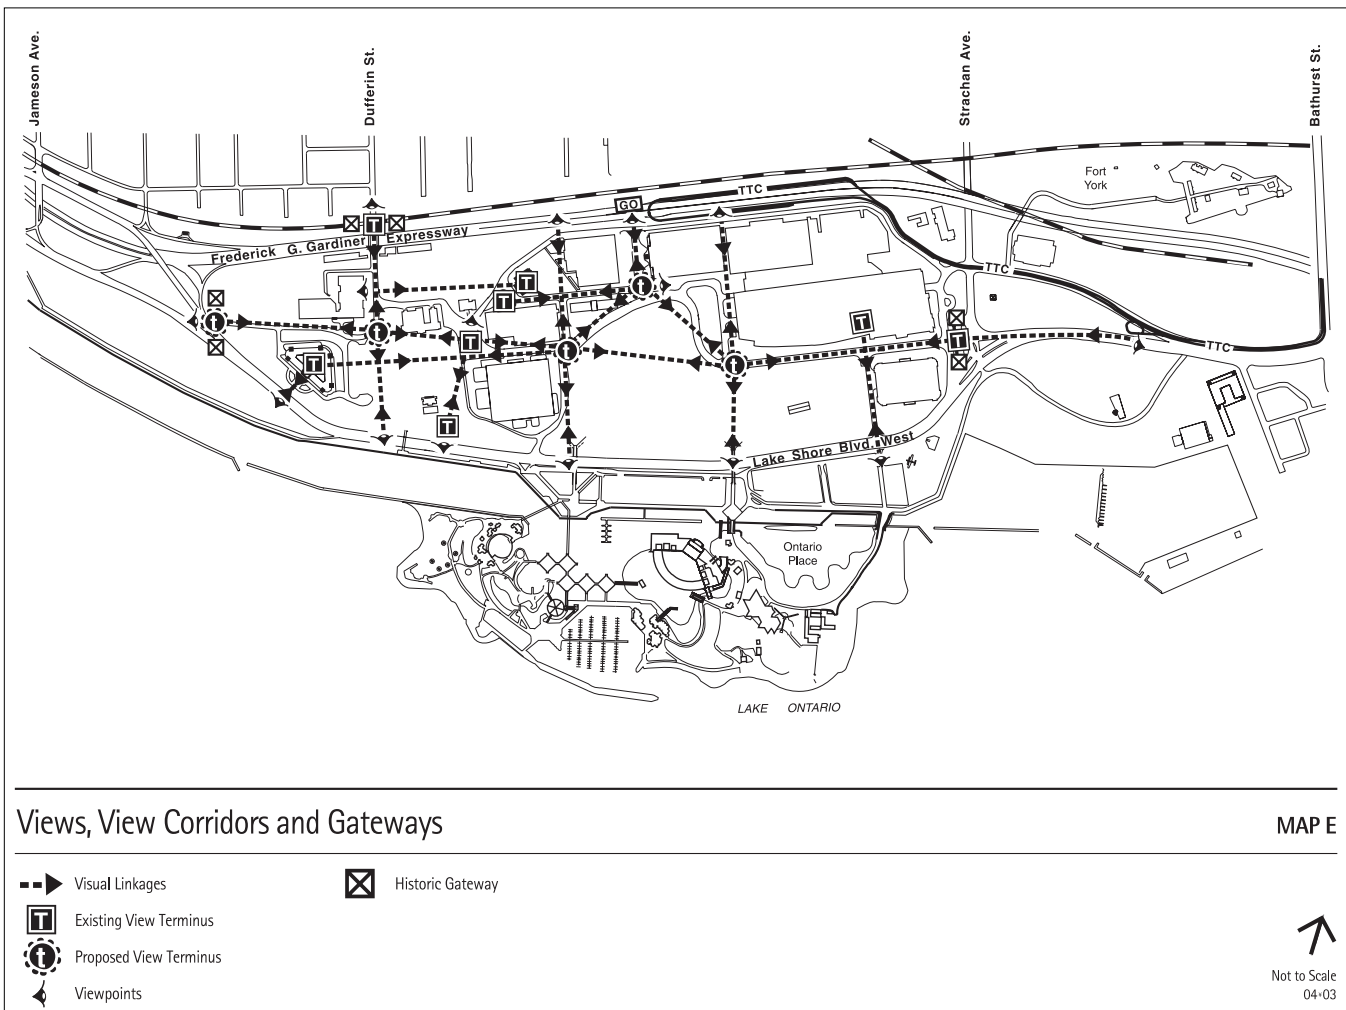 Jameson Ave.
Dufferin St.
Strachan Ave.
Bathurst St.
Fort
York
TTC
GO
Frederick G. Gardiner Expressway
T
T
T
TTC
t
t
t
T
T
T
TTC
T
t
t
T
Lake Shore Blvd. West
Ontario
Place
LAKE ONTARIO
Views, View Corridors and Gateways
MAP E
Visual Linkages
Historic Gateway
T Existing View Terminus
t Proposed View Terminus
Viewpoints
Not to Scale
04•03